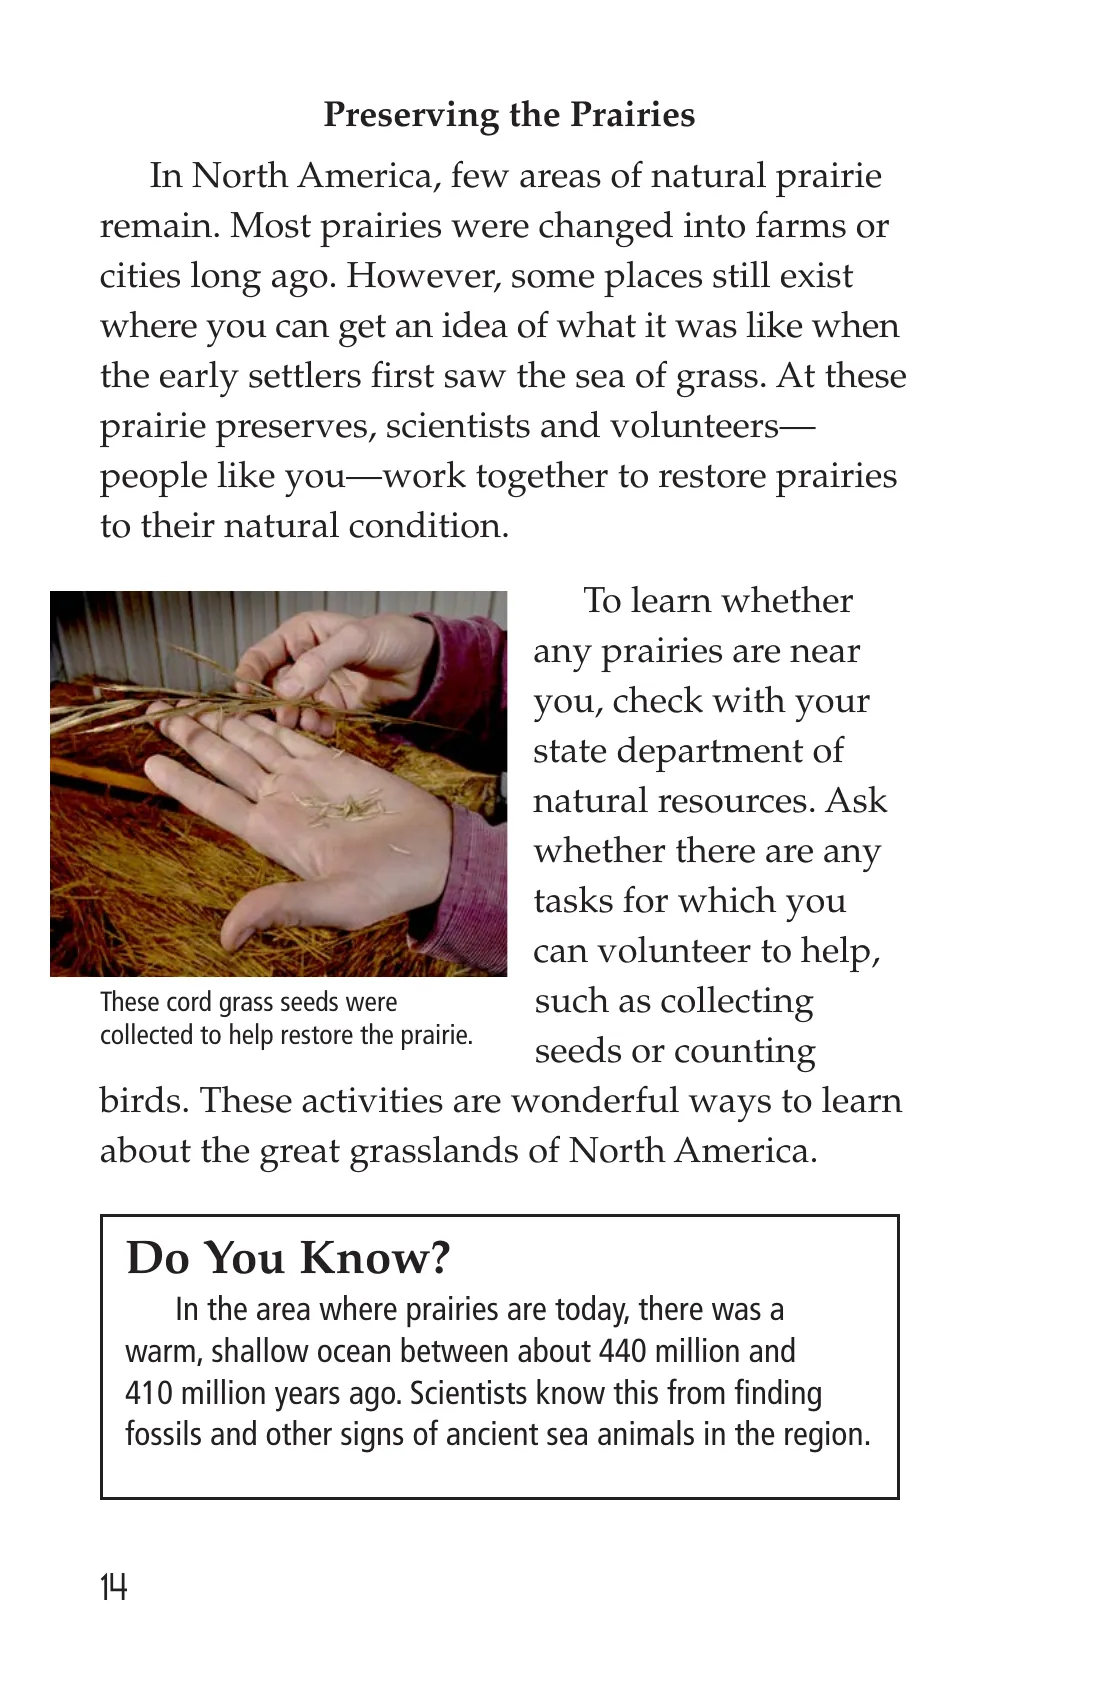 Preserving the Prairies
In North America, few areas of natural prairie
remain. Most prairies were changed into farms or
cities long ago. However, some places still exist
where you can get an idea of what it was like when
the early settlers first saw the sea of grass. At these
prairie preserves, scientists and volunteers—
people like you—work together to restore prairies
to their natural condition.
To learn whether
any prairies are near
you, check with your
state department of
natural resources. Ask
whether there are any
tasks for which you
can volunteer to help,
such as collecting
seeds or counting
birds. These activities are wonderful ways to learn
about the great grasslands of North America.
These cord grass seeds were
collected to help restore the prairie.
Do You Know?
In the area where prairies are today, there was a
warm, shallow ocean between about 440 million and
410 million years ago. Scientists know this from finding
fossils and other signs of ancient sea animals in the region.
14